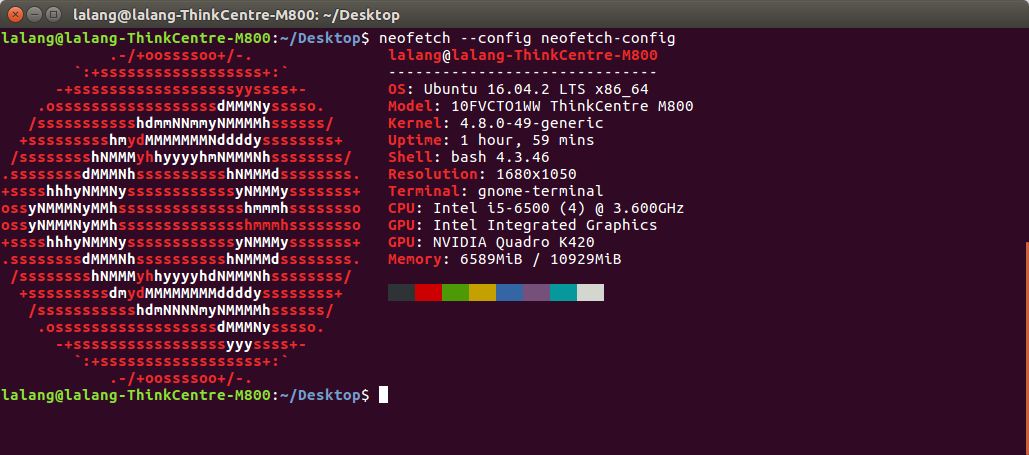 lalang@lalang-ThinkCentre-M800: ~/Desktop
lalang@lalang-ThinkCentre-M800:~/Desktop$ neofetch --config neofetch-config
            .-/+oossssoo+/-.               lalang@lalang-ThinkCentre-M800
        `:+ssssssssssssssssss+:`           ------------------------------
      -+ssssssssssssssssssyyssss+-         OS: Ubuntu 16.04.2 LTS x86_64
    .ossssssssssssssssssdMMMNysssso.       Model: 10FVCTO1WW ThinkCentre M800
   /ssssssssssshdmmNNmmyNMMMMhssssss/      Kernel: 4.8.0-49-generic
  +ssssssssshmydMMMMMMMNddddyssssssss+     Uptime: 1 hour, 59 mins
 /sssssssshNMMMyhhyyyyhmNMMMNhssssssss/    Shell: bash 4.3.46
.ssssssssdMMMNhsssssssssshNMMMdssssssss.   Resolution: 1680x1050
+sssshhhyNMMNyssssssssssssyNMMMysssssss+   Terminal: gnome-terminal
ossyNMMMNyMMhsssssssssssssshmmmhssssssso   CPU: Intel i5-6500 (4) @ 3.600GHz
ossyNMMMNyMMhsssssssssssssshmmmhssssssso   GPU: Intel Integrated Graphics
+sssshhhyNMMNyssssssssssssyNMMMysssssss+   GPU: NVIDIA Quadro K420
.ssssssssdMMMNhsssssssssshNMMMdssssssss.   Memory: 6589MiB / 10929MiB
 /sssssssshNMMMyhhyyyyhdNMMMNhssssssss/
  +sssssssssdmydMMMMMMMMddddyssssssss+
   /ssssssssssshdmNNNNmyNMMMMhssssss/
    .ossssssssssssssssssdMMMNysssso.
      -+sssssssssssssssssyyyssss+-
        `:+ssssssssssssssssss+:`
            .-/+oossssoo+/-.
lalang@lalang-ThinkCentre-M800:~/Desktop$